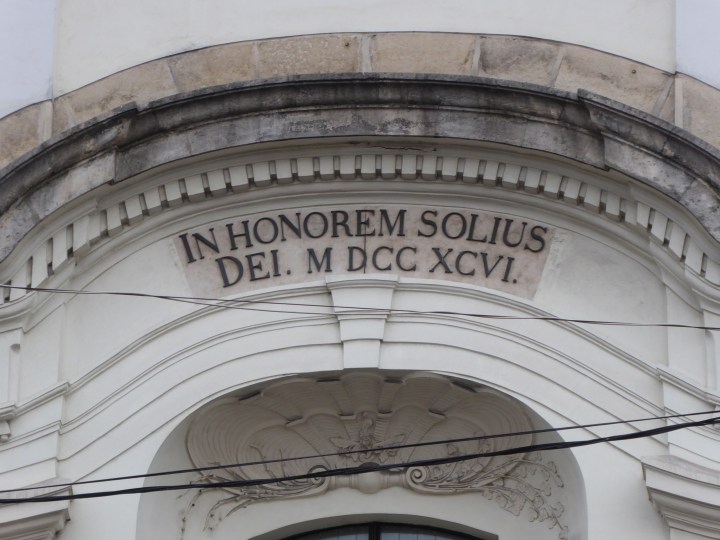 IN HONOREM SOLIUS
DEI. M DCC XCVI.